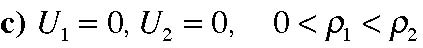 c) U₁ = 0, U₂ = 0, 0 < ρ₁ < ρ₂